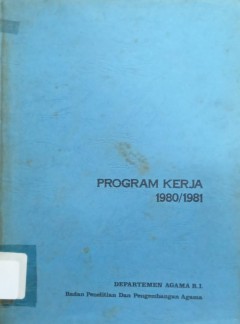 PROGRAM KERJA
1980/1981
DEPARTEMEN AGAMA R.I.
Badan Penelitian Dan Pengembangan Agama